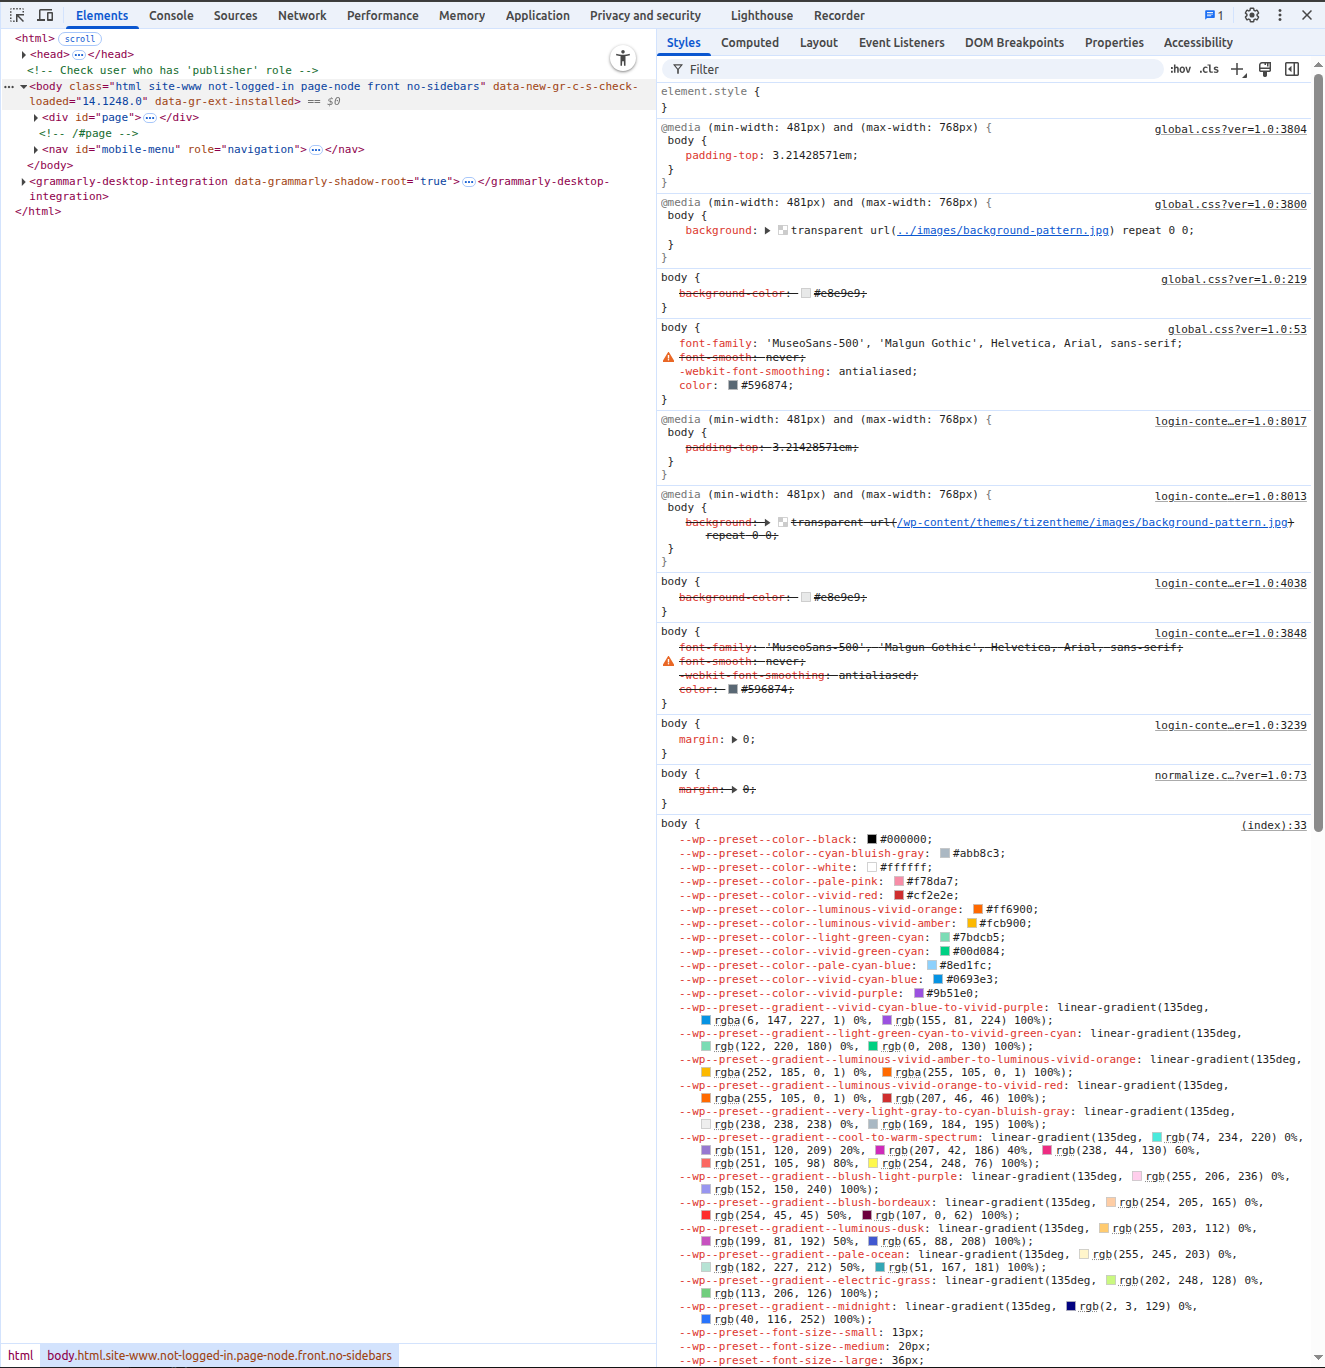 Elements Console Sources Network Performance Memory Application Privacy and security Lighthouse Recorder 1
<html> scroll
<head> </head>
<!-- Check user who has 'publisher' role -->
<body class="html site-www not-logged-in page-node front no-sidebars" data-new-gr-c-s-check-
loaded="14.1248.0" data-gr-ext-installed> == $0
<div id="page"> </div>
<!-- /#page -->
<nav id="mobile-menu" role="navigation"> </nav>
</body>
<grammarly-desktop-integration data-grammarly-shadow-root="true"> </grammarly-desktop-
integration>
</html>
html body.html.site-www.not-logged-in.page-node.front.no-sidebars
Styles Computed Layout Event Listeners DOM Breakpoints Properties Accessibility
Filter :hov .cls
element.style {
}
@media (min-width: 481px) and (max-width: 768px) { global.css?ver=1.0:3804
body {
padding-top: 3.21428571em;
}
}
@media (min-width: 481px) and (max-width: 768px) { global.css?ver=1.0:3800
body {
background: transparent url(../images/background-pattern.jpg) repeat 0 0;
}
}
body { global.css?ver=1.0:219
background-color: #e8e9e9;
}
body { global.css?ver=1.0:53
font-family: 'MuseoSans-500', 'Malgun Gothic', Helvetica, Arial, sans-serif;
font-smooth: never;
-webkit-font-smoothing: antialiased;
color: #596874;
}
@media (min-width: 481px) and (max-width: 768px) { login-conte…er=1.0:8017
body {
padding-top: 3.21428571em;
}
}
@media (min-width: 481px) and (max-width: 768px) { login-conte…er=1.0:8013
body {
background: transparent url(/wp-content/themes/tizentheme/images/background-pattern.jpg)
repeat 0 0;
}
}
body { login-conte…er=1.0:4038
background-color: #e8e9e9;
}
body { login-conte…er=1.0:3848
font-family: 'MuseoSans-500', 'Malgun Gothic', Helvetica, Arial, sans-serif;
font-smooth: never;
-webkit-font-smoothing: antialiased;
color: #596874;
}
body { login-conte…er=1.0:3239
margin: 0;
}
body { normalize.c…?ver=1.0:73
margin: 0;
}
body { (index):33
--wp--preset--color--black: #000000;
--wp--preset--color--cyan-bluish-gray: #abb8c3;
--wp--preset--color--white: #ffffff;
--wp--preset--color--pale-pink: #f78da7;
--wp--preset--color--vivid-red: #cf2e2e;
--wp--preset--color--luminous-vivid-orange: #ff6900;
--wp--preset--color--luminous-vivid-amber: #fcb900;
--wp--preset--color--light-green-cyan: #7bdcb5;
--wp--preset--color--vivid-green-cyan: #00d084;
--wp--preset--color--pale-cyan-blue: #8ed1fc;
--wp--preset--color--vivid-cyan-blue: #0693e3;
--wp--preset--color--vivid-purple: #9b51e0;
--wp--preset--gradient--vivid-cyan-blue-to-vivid-purple: linear-gradient(135deg,
rgba(6, 147, 227, 1) 0%, rgb(155, 81, 224) 100%);
--wp--preset--gradient--light-green-cyan-to-vivid-green-cyan: linear-gradient(135deg,
rgb(122, 220, 180) 0%, rgb(0, 208, 130) 100%);
--wp--preset--gradient--luminous-vivid-amber-to-luminous-vivid-orange: linear-gradient(135deg,
rgba(252, 185, 0, 1) 0%, rgba(255, 105, 0, 1) 100%);
--wp--preset--gradient--luminous-vivid-orange-to-vivid-red: linear-gradient(135deg,
rgba(255, 105, 0, 1) 0%, rgb(207, 46, 46) 100%);
--wp--preset--gradient--very-light-gray-to-cyan-bluish-gray: linear-gradient(135deg,
rgb(238, 238, 238) 0%, rgb(169, 184, 195) 100%);
--wp--preset--gradient--cool-to-warm-spectrum: linear-gradient(135deg, rgb(74, 234, 220) 0%,
rgb(151, 120, 209) 20%, rgb(207, 42, 186) 40%, rgb(238, 44, 130) 60%,
rgb(251, 105, 98) 80%, rgb(254, 248, 76) 100%);
--wp--preset--gradient--blush-light-purple: linear-gradient(135deg, rgb(255, 206, 236) 0%,
rgb(152, 150, 240) 100%);
--wp--preset--gradient--blush-bordeaux: linear-gradient(135deg, rgb(254, 205, 165) 0%,
rgb(254, 45, 45) 50%, rgb(107, 0, 62) 100%);
--wp--preset--gradient--luminous-dusk: linear-gradient(135deg, rgb(255, 203, 112) 0%,
rgb(199, 81, 192) 50%, rgb(65, 88, 208) 100%);
--wp--preset--gradient--pale-ocean: linear-gradient(135deg, rgb(255, 245, 203) 0%,
rgb(182, 227, 212) 50%, rgb(51, 167, 181) 100%);
--wp--preset--gradient--electric-grass: linear-gradient(135deg, rgb(202, 248, 128) 0%,
rgb(113, 206, 126) 100%);
--wp--preset--gradient--midnight: linear-gradient(135deg, rgb(2, 3, 129) 0%,
rgb(40, 116, 252) 100%);
--wp--preset--font-size--small: 13px;
--wp--preset--font-size--medium: 20px;
--wp--preset--font-size--large: 36px;